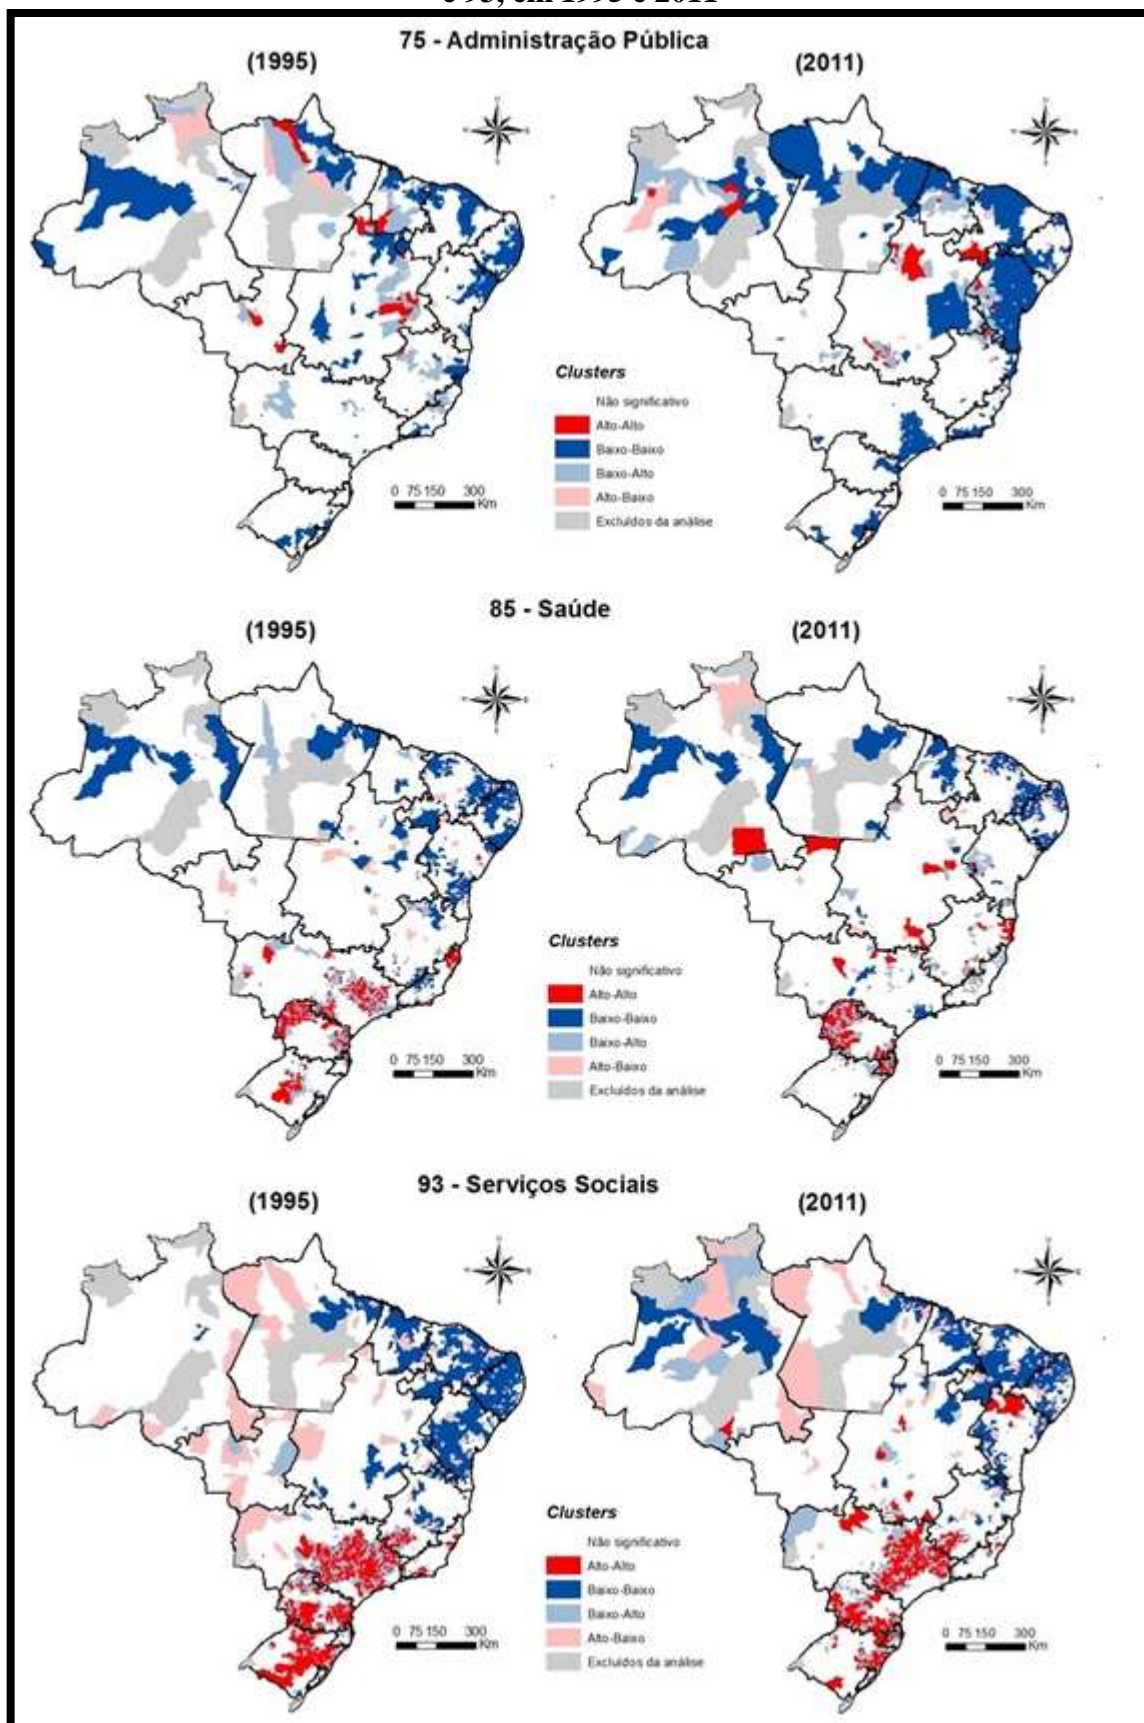 e 93, em 1995 e 2011
75 - Administração Pública
(1995)
(2011)
Clusters
Não significativo
Alto-Alto
Baixo-Baixo
Baixo-Alto
Alto-Baixo
Excluídos da análise
0 75 150 300
Km
0 75 150 300
Km
85 - Saúde
(1995)
(2011)
Clusters
Não significativo
Alto-Alto
Baixo-Baixo
Baixo-Alto
Alto-Baixo
Excluídos da análise
0 75 150 300
Km
0 75 150 300
Km
93 - Serviços Sociais
(1995)
(2011)
Clusters
Não significativo
Alto-Alto
Baixo-Baixo
Baixo-Alto
Alto-Baixo
Excluídos da análise
0 75 150 300
Km
0 75 150 300
Km